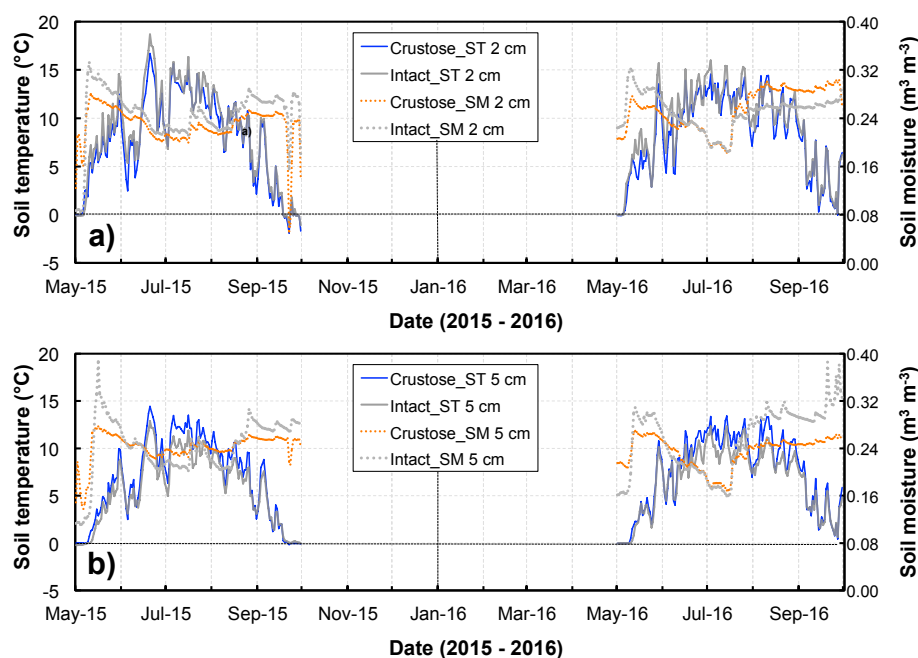 20
15
10
5
0
-5
Soil temperature (°C)
Crustose_ST 2 cm
Intact_ST 2 cm
Crustose_SM 2 cm
Intact_SM 2 cm
a)
a)
0.40
0.32
0.24
0.16
0.08
0.00
Soil moisture (m³ m⁻³)
May-15 Jul-15 Sep-15 Nov-15 Jan-16 Mar-16 May-16 Jul-16 Sep-16
Date (2015 - 2016)
20
15
10
5
0
-5
Soil temperature (°C)
Crustose_ST 5 cm
Intact_ST 5 cm
Crustose_SM 5 cm
Intact_SM 5 cm
b)
0.40
0.32
0.24
0.16
0.08
0.00
Soil moisture (m³ m⁻³)
May-15 Jul-15 Sep-15 Nov-15 Jan-16 Mar-16 May-16 Jul-16 Sep-16
Date (2015 - 2016)